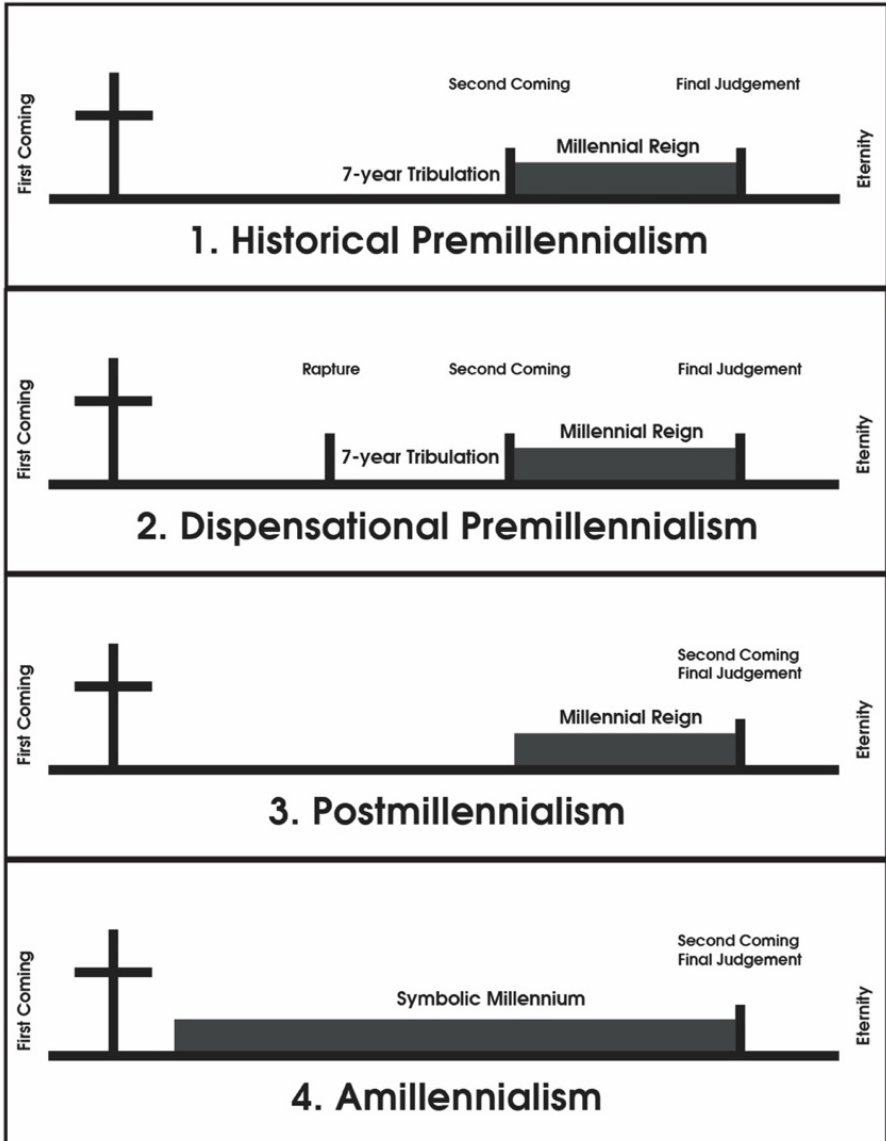 First Coming
Second Coming
Final Judgement
Millennial Reign
7-year Tribulation
Eternity
1. Historical Premillennialism
First Coming
Rapture
Second Coming
Final Judgement
Millennial Reign
7-year Tribulation
Eternity
2. Dispensational Premillennialism
First Coming
Second Coming
Final Judgement
Millennial Reign
Eternity
3. Postmillennialism
First Coming
Second Coming
Final Judgement
Symbolic Millennium
Eternity
4. Amillennialism